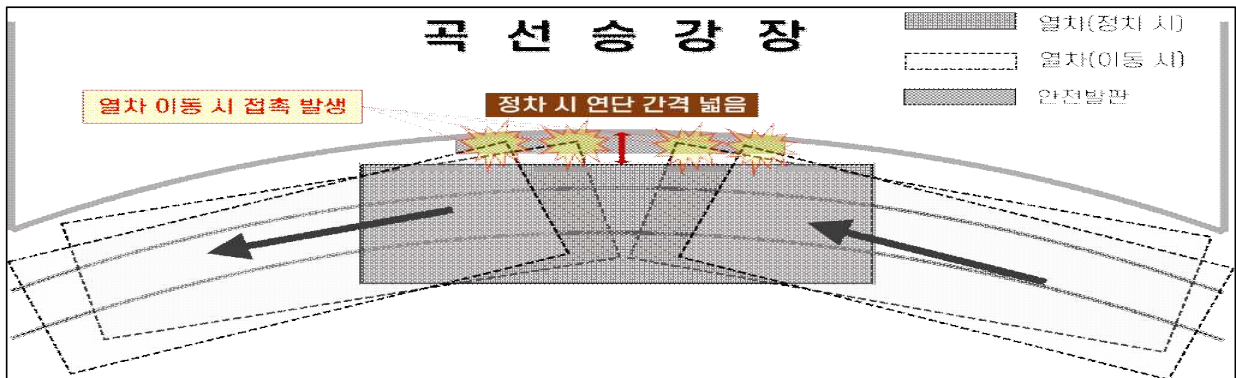 곡 선 승 강 장
열차(정차 시)
열차(이동 시)
안전발판
열차 이동 시 접촉 발생
정차 시 연단 간격 넓음